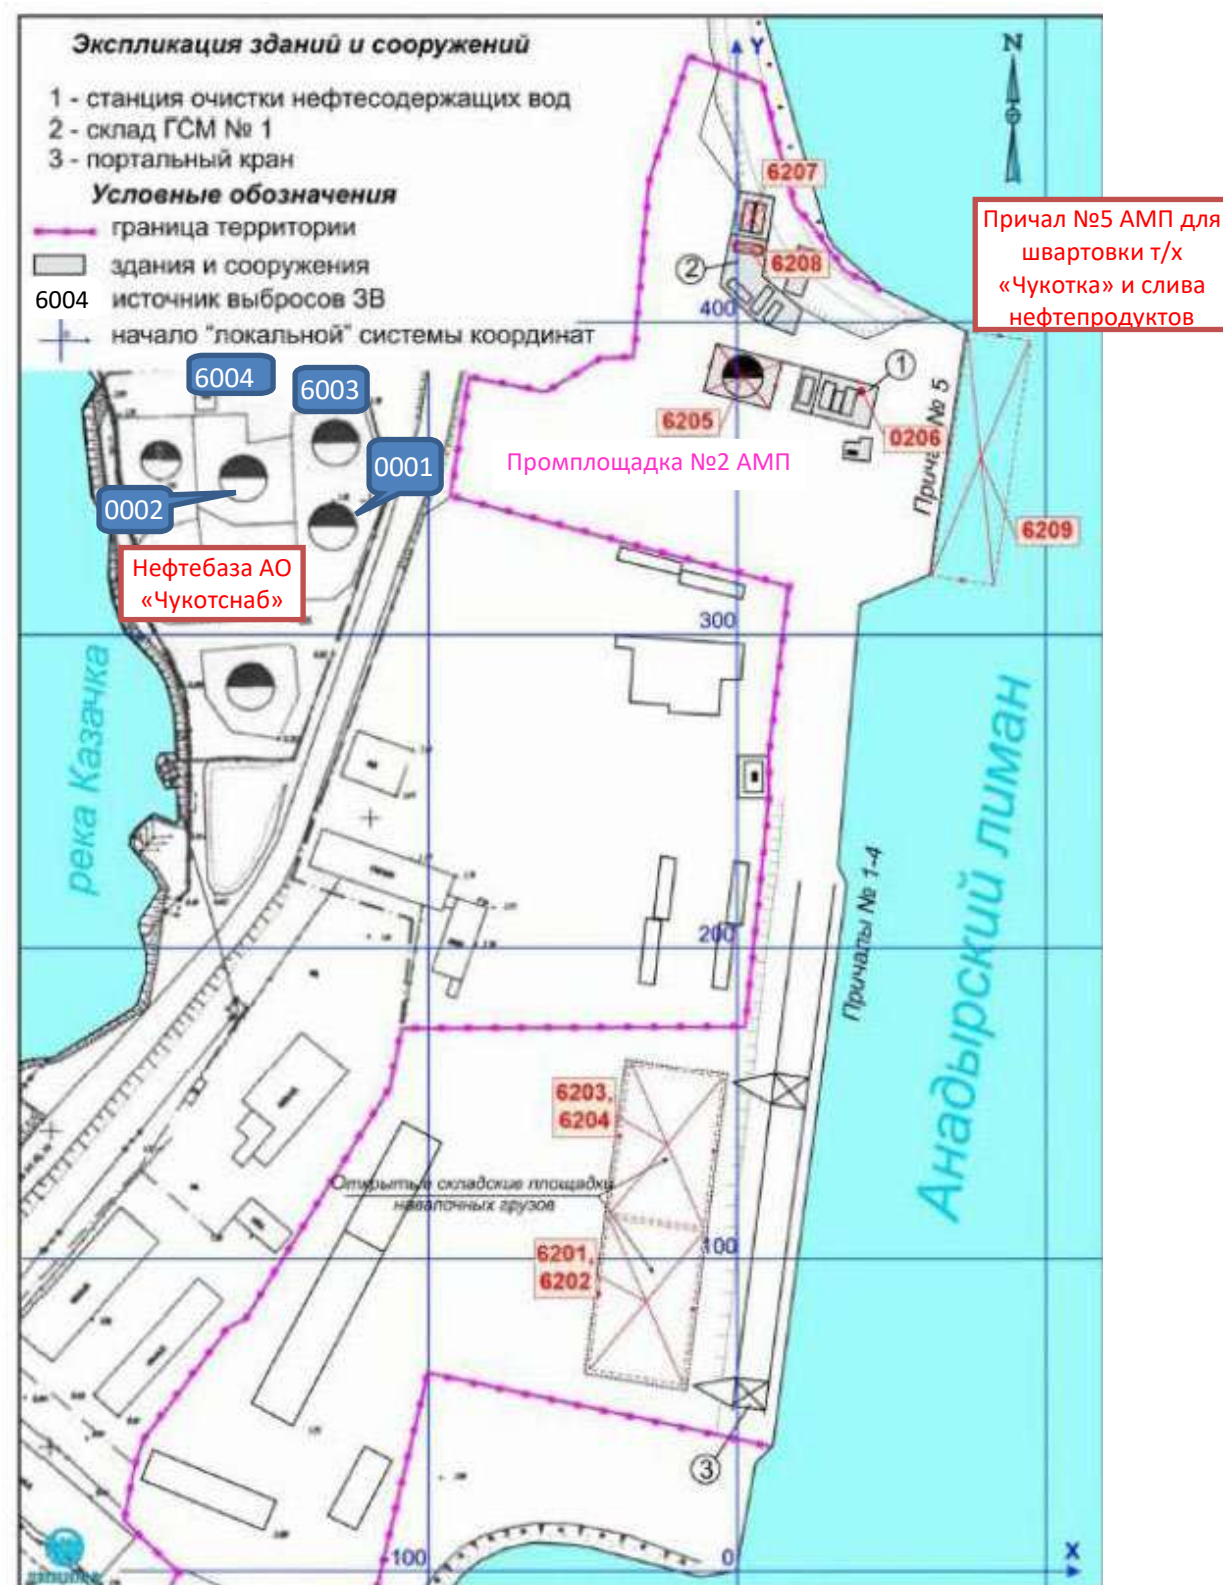 Экспликация зданий и сооружений
1 - станция очистки нефтесодержащих вод
2 - склад ГСМ № 1
3 - портальный кран
Условные обозначения
граница территории
здания и сооружения
6004 источник выбросов ЗВ
начало "локальной" системы координат
Y
N
6207
Причал №5 АМП для
швартовки т/х
«Чукотка» и слива
нефтепродуктов
2
6208
400
6004
6003
1
6205
0206
Причал № 5
0001
Промплощадка №2 АМП
0002
6209
Нефтебаза АО
«Чукотснаб»
300
река Казачка
Анадырский лиман
Причалы № 1-4
200
6203,
6204
Открытые складские площадки
навалочных грузов
6201,
6202
100
3
100
0
X